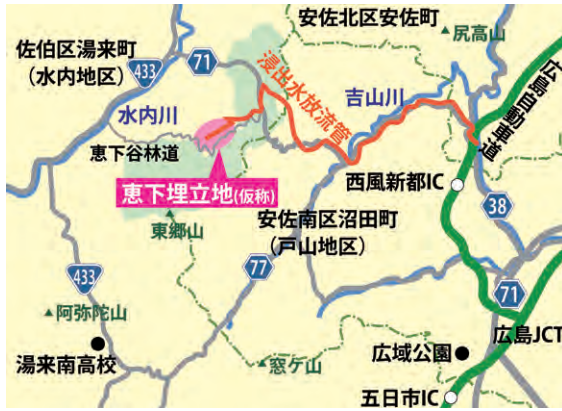 安佐北区安佐町
尻高山
佐伯区湯来町
(水内地区)
433
71
浸出水放流管
吉山川
広島自動車道
水内川
恵下谷林道
恵下埋立地(仮称)
西風新都IC
安佐南区沼田町
(戸山地区)
38
東郷山
77
433
71
阿弥陀山
広島JCT
湯来南高校
窓ケ山
広域公園
五日市IC